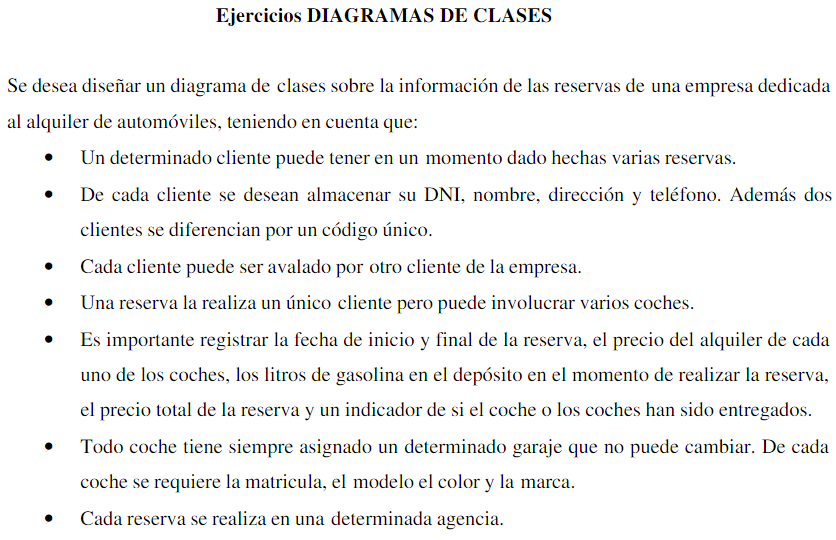 Ejercicios DIAGRAMAS DE CLASES
Se desea diseñar un diagrama de clases sobre la información de las reservas de una empresa dedicada
al alquiler de automóviles, teniendo en cuenta que:
• Un determinado cliente puede tener en un momento dado hechas varias reservas.
• De cada cliente se desean almacenar su DNI, nombre, dirección y teléfono. Además dos
clientes se diferencian por un código único.
• Cada cliente puede ser avalado por otro cliente de la empresa.
• Una reserva la realiza un único cliente pero puede involucrar varios coches.
• Es importante registrar la fecha de inicio y final de la reserva, el precio del alquiler de cada
uno de los coches, los litros de gasolina en el depósito en el momento de realizar la reserva,
el precio total de la reserva y un indicador de si el coche o los coches han sido entregados.
• Todo coche tiene siempre asignado un determinado garaje que no puede cambiar. De cada
coche se requiere la matricula, el modelo el color y la marca.
• Cada reserva se realiza en una determinada agencia.